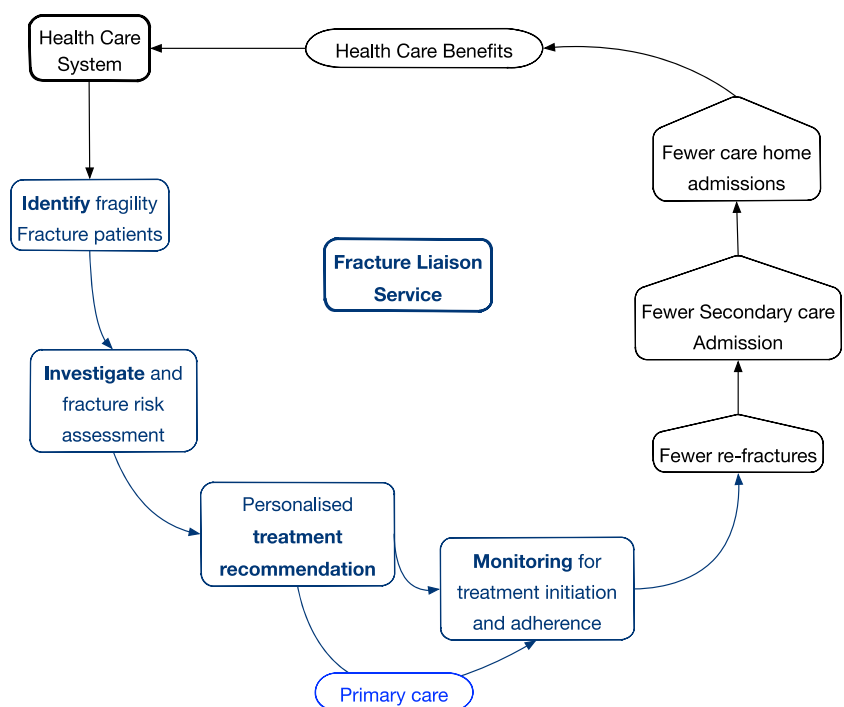 Health Care
System
Health Care Benefits
Fewer care home
admissions
Identify fragility
Fracture patients
Fracture Liaison
Service
Fewer Secondary care
Admission
Investigate and
fracture risk
assessment
Fewer re-fractures
Personalised
treatment
recommendation
Monitoring for
treatment initiation
and adherence
Primary care